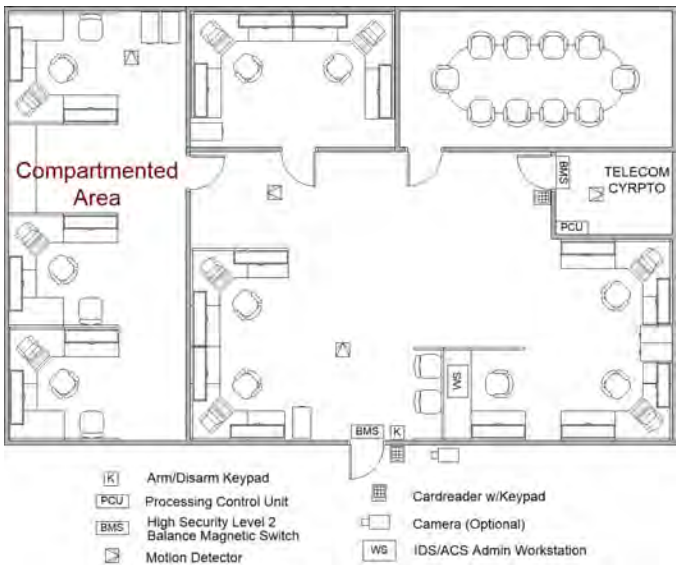 Compartmented
Area
BMS
TELECOM
CYRPTO
PCU
WS
BMS
K
K
Arm/Disarm Keypad
PCU
Processing Control Unit
BMS
High Security Level 2
Balance Magnetic Switch
Motion Detector
Cardreader w/Keypad
Camera (Optional)
WS
IDS/ACS Admin Workstation